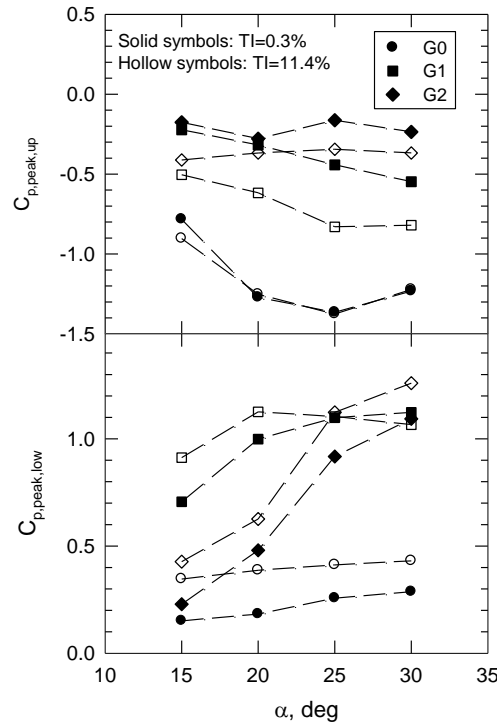 0.5
Solid symbols: TI=0.3%
Hollow symbols: TI=11.4%
G0
G1
G2
0.0
-0.5
-1.0
-1.5
C_p,peak,up
1.0
0.5
0.0
C_p,peak,low
10 15 20 25 30 35
α, deg